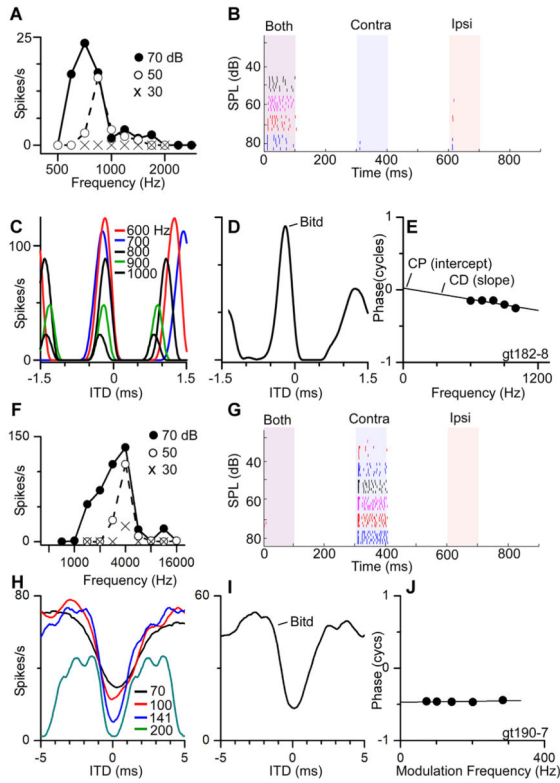 A
25
Spikes/s
0
70 dB
50
30
500
1000
2000
Frequency (Hz)
B
Both
Contra
Ipsi
SPL (dB)
40
60
80
0
200
400
600
800
Time (ms)
C
100
Spikes/s
0
600 Hz
700
800
900
1000
-1.5
0
1.5
ITD (ms)
D
Bitd
-1.5
0
1.5
ITD (ms)
E
1
Phase(cycles)
0
-1
CP (intercept)
CD (slope)
gt182-8
0
1200
Frequency (Hz)
F
150
Spikes/s
0
70 dB
50
30
1000
4000
16000
Frequency (Hz)
G
Both
Contra
Ipsi
SPL (dB)
40
60
80
0
200
400
600
800
Time (ms)
H
80
Spikes/s
0
70
100
141
200
-5
0
5
ITD (ms)
I
60
0
Bitd
-5
0
5
ITD (ms)
J
1
Phase (cycs)
0
-1
gt190-7
0
400
Modulation Frequency (Hz)